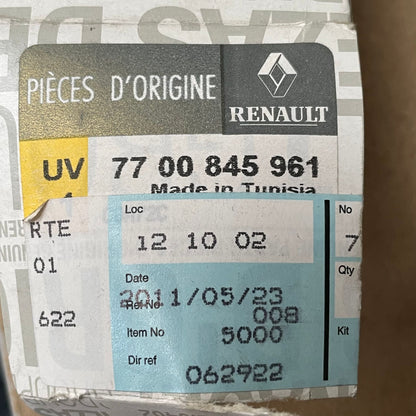 PIÈCES D'ORIGINE
RENAULT
UV 77 00 845 961
Made in Tunisia
RTE Loc No
12 10 02 7
01 Qty
Date
2011/05/23
Ref No 008
622 Item No 5000 Kit
Dir ref
062922